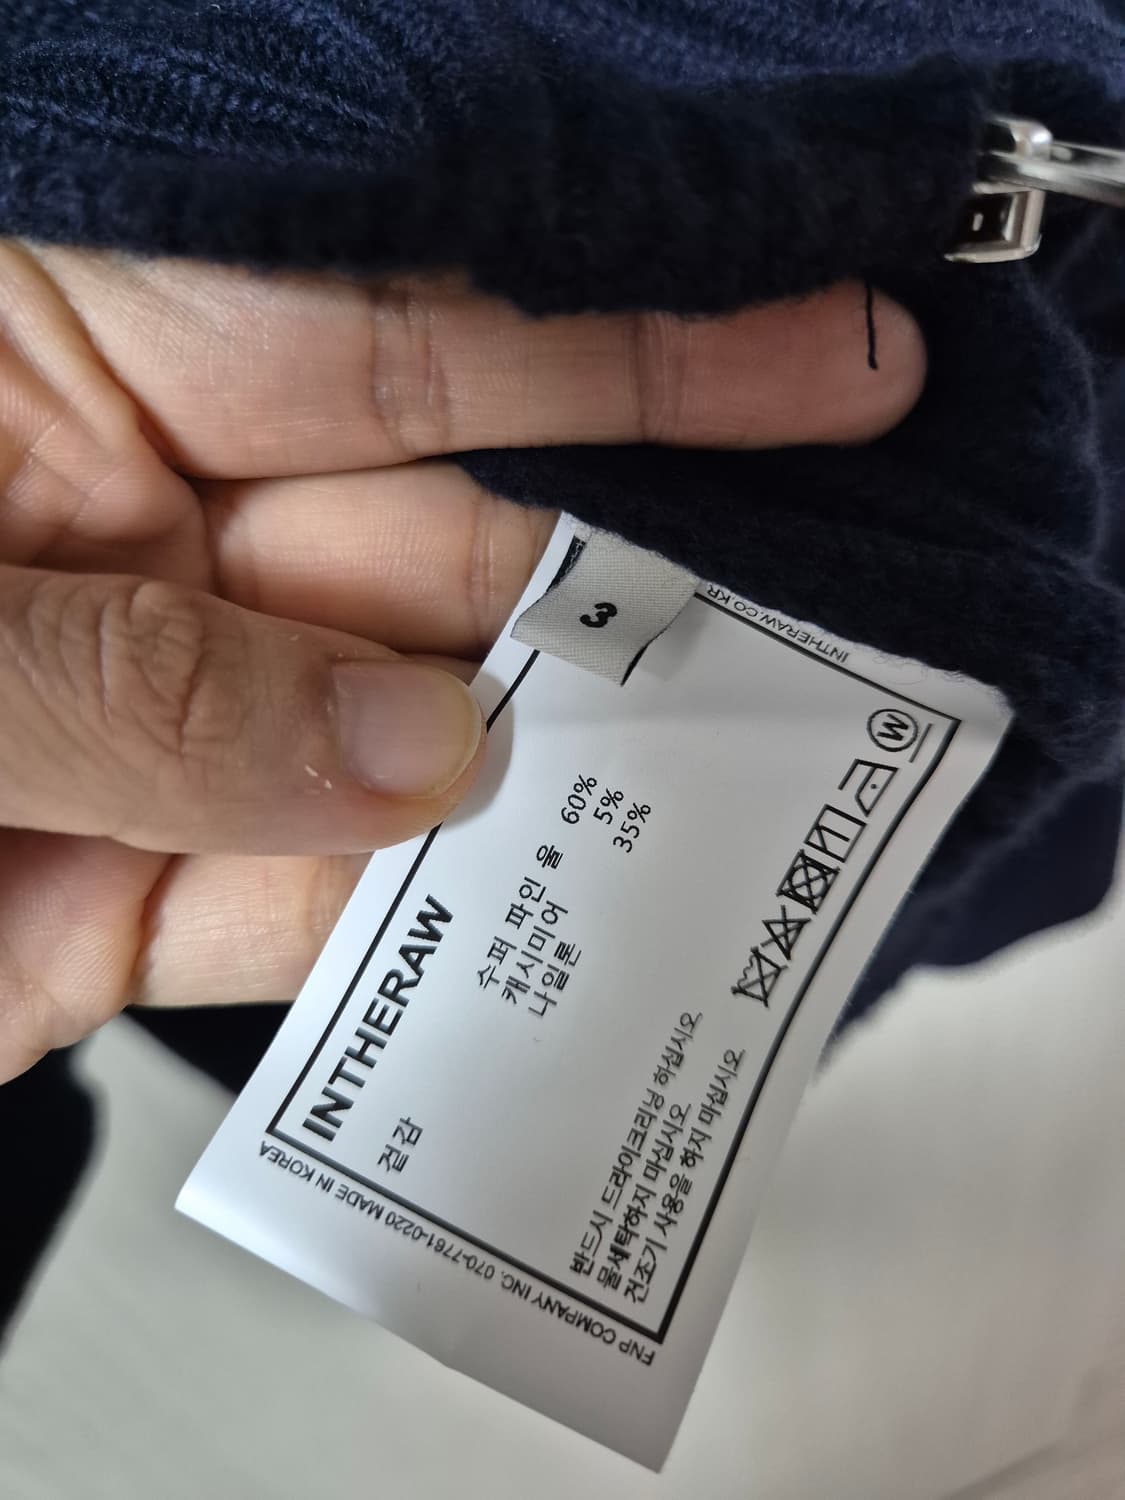 3
INTHERAW.CO.KR
INTHERAW
겉감
수퍼 파인 울 60%
캐시미어 5%
나일론 35%
반드시 드라이크리닝 하십시오
물세탁하지 마십시오
건조기 사용을 하지 마십시오
W
FNP COMPANY INC. 070-7761-0220 MADE IN KOREA